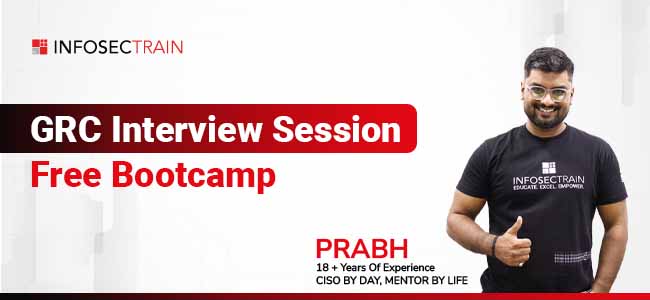 INFOSECTRAIN
GRC Interview Session
Free Bootcamp
INFOSECTRAIN
EDUCATE. EXCEL. EMPOWER.
PRABH
18 + Years Of Experience
CISO BY DAY, MENTOR BY LIFE